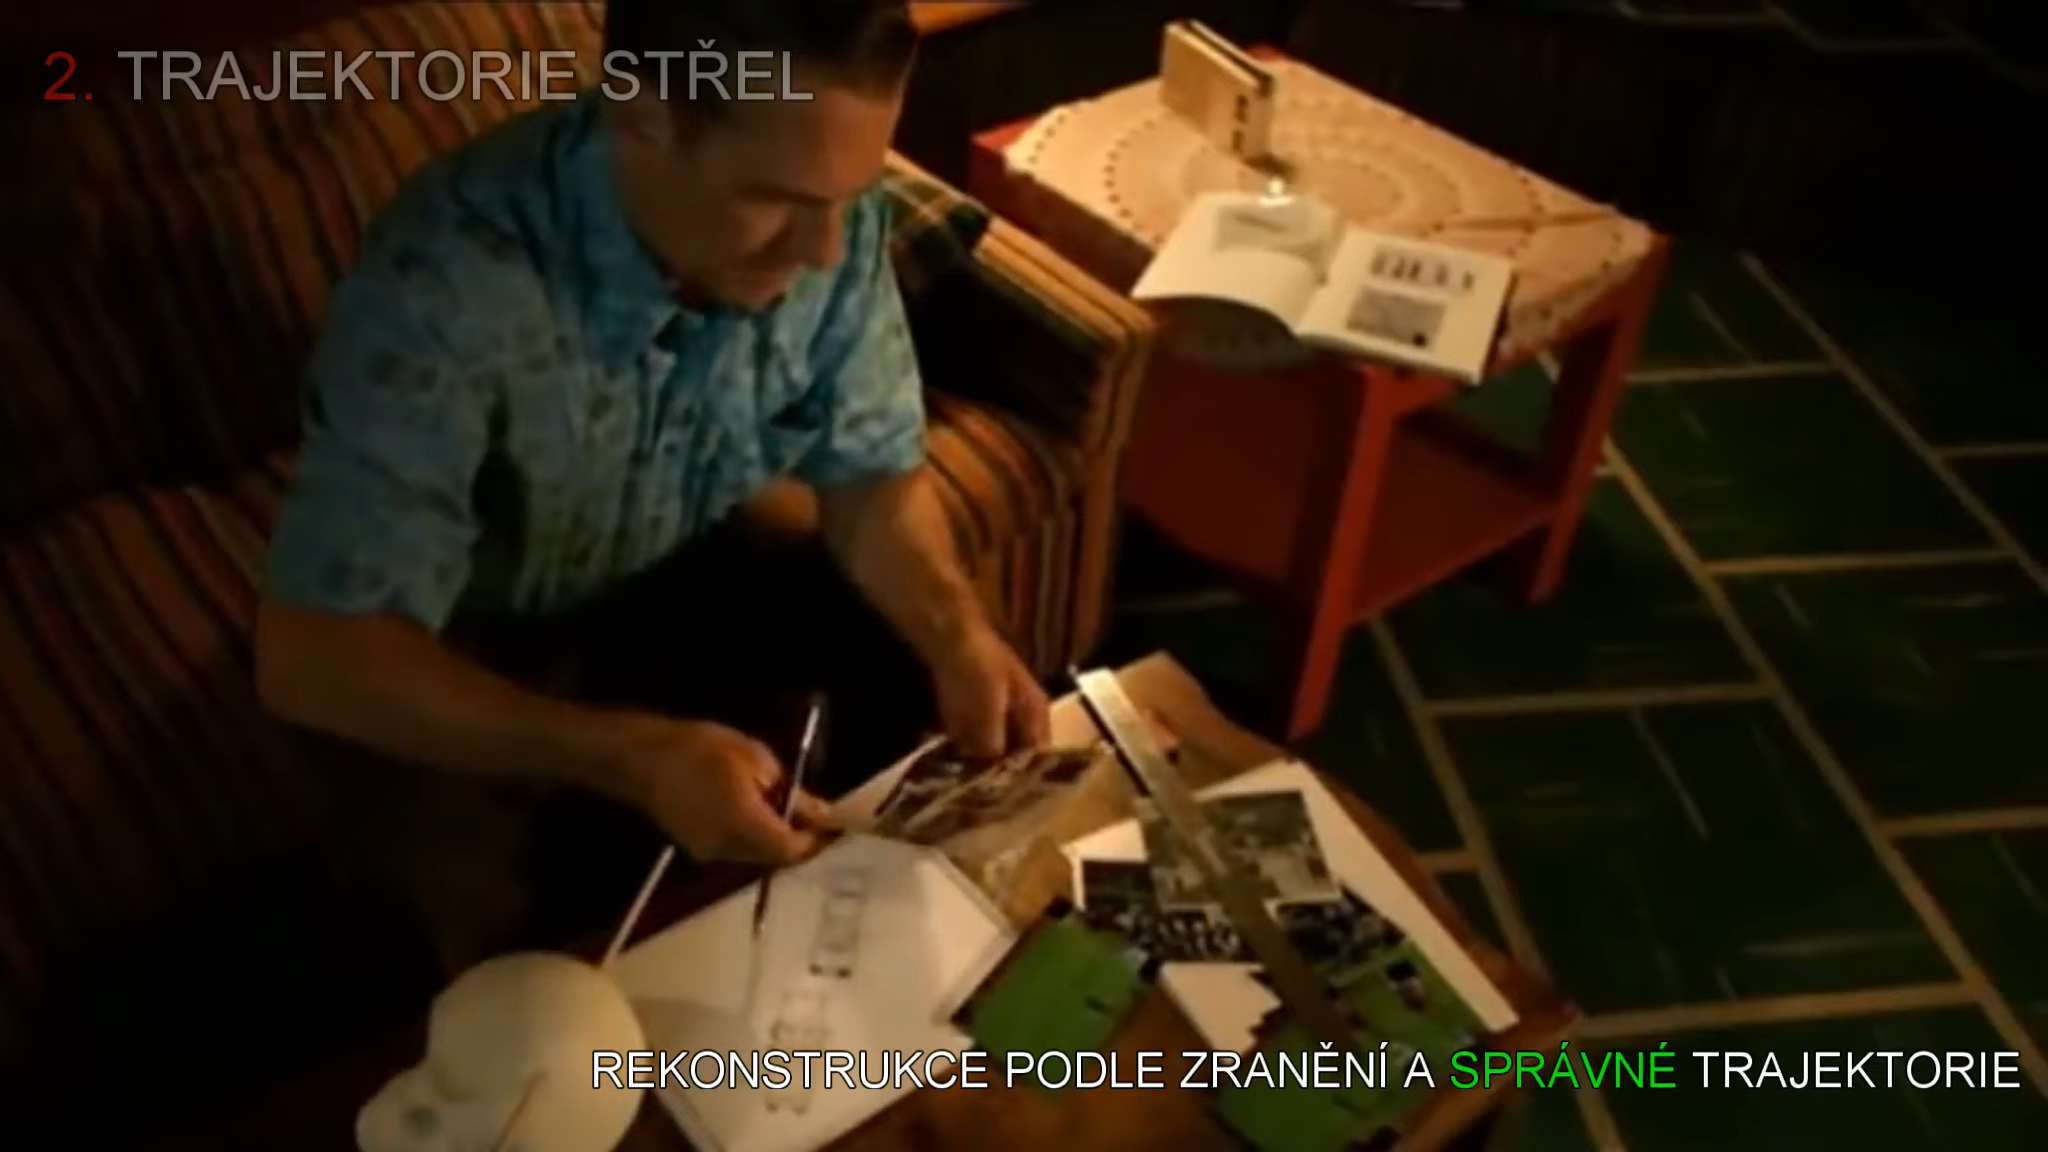 2. TRAJEKTORIE STŘEL
REKONSTRUKCE PODLE ZRANĚNÍ A SPRÁVNÉ TRAJEKTORIE